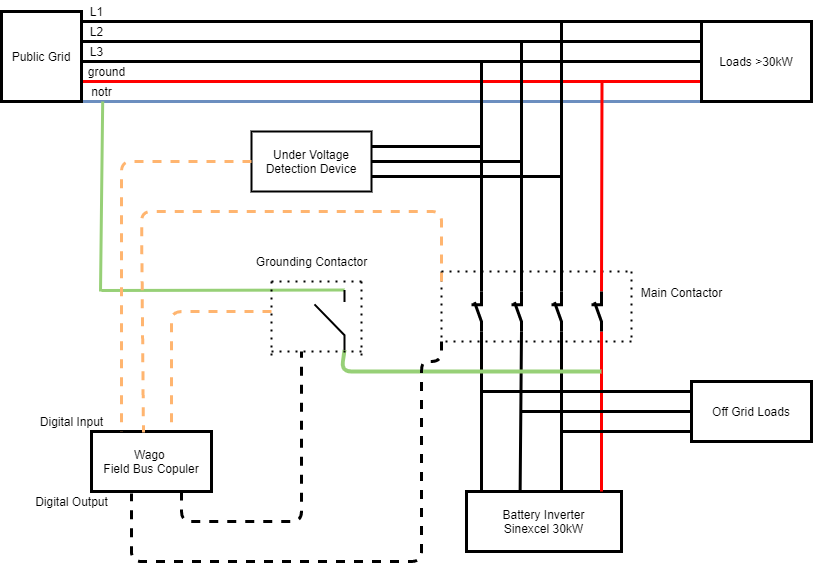 L1
L2
Public Grid
L3
Loads >30kW
ground
notr
Under Voltage
Detection Device
Grounding Contactor
Main Contactor
Off Grid Loads
Digital Input
Wago
Field Bus Copuler
Digital Output
Battery Inverter
Sinexcel 30kW